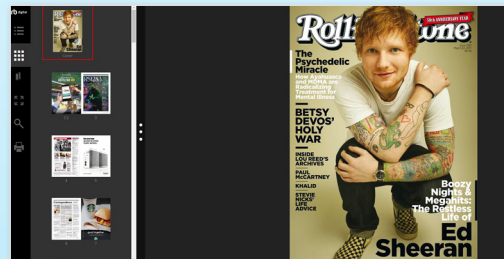 digital
Cover
Rolling Stone
50th ANNIVERSARY YEAR
The
Psychedelic
Miracle
How Ayahuasca
and MDMA are
Radicalizing
Treatment for
Mental Illness
BETSY
DEVOS'
HOLY
WAR
INSIDE
LOU REED'S
ARCHIVES
PAUL
McCARTNEY
KHALID
STEVIE
NICKS'
LIFE
ADVICE
Boozy
Nights &
Megahits:
The Restless
Life of
Ed
Sheeran